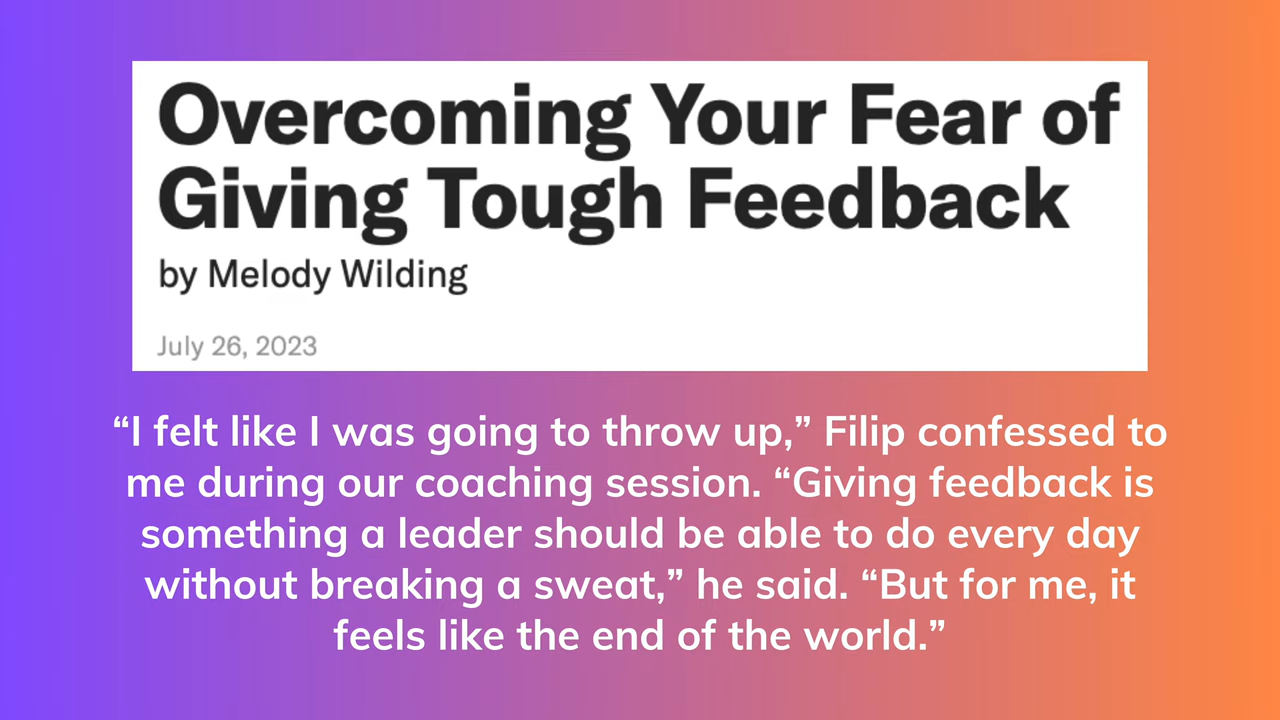 Overcoming Your Fear of
Giving Tough Feedback
by Melody Wilding
July 26, 2023
“I felt like I was going to throw up,” Filip confessed to
me during our coaching session. “Giving feedback is
something a leader should be able to do every day
without breaking a sweat,” he said. “But for me, it
feels like the end of the world.”